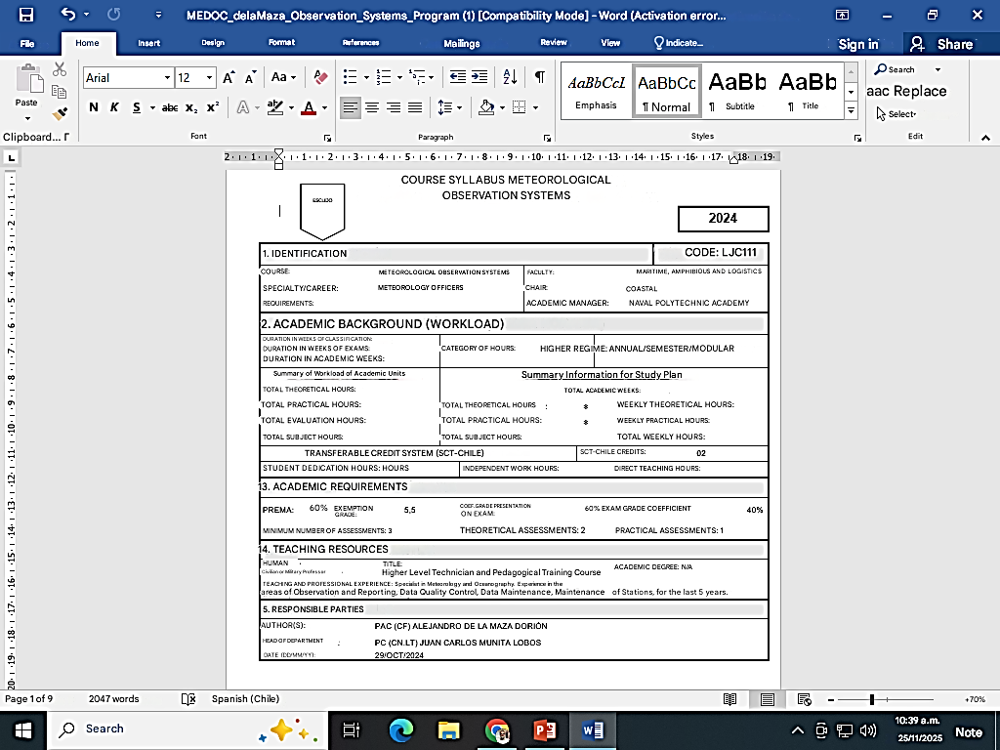 MEDOC_delaMaza_Observation_Systems_Program (1) [Compatibility Mode] - Word (Activation error...
File Home Insert Design Format References Mailings Review View Indicate... Sign in Share
Paste Arial 12 Aa AaBbCcL AaBbCc AaBb AaBb Search
N K S abc x₂ x² A A Emphasis ¶ Normal ¶ Subtitle ¶ Title aac Replace
Select
Clipboard... Font Paragraph Styles Edit
2 1 1 2 3 4 5 6 7 8 9 10 11 12 13 14 15 16 17 18 19
COURSE SYLLABUS METEOROLOGICAL
OBSERVATION SYSTEMS
ESCUDO
2024
1. IDENTIFICATION CODE: LJC111
COURSE: METEOROLOGICAL OBSERVATION SYSTEMS FACULTY: MARITIME, AMPHIBIOUS AND LOGISTICS
SPECIALTY/CAREER: METEOROLOGY OFFICERS CHAIR: COASTAL
REQUIREMENTS: ACADEMIC MANAGER: NAVAL POLYTECHNIC ACADEMY
2. ACADEMIC BACKGROUND (WORKLOAD)
DURATION IN WEEKS OF CLASSIFICATION:
DURATION IN WEEKS OF EXAMS: CATEGORY OF HOURS: HIGHER REGIME: ANNUAL/SEMESTER/MODULAR
DURATION IN ACADEMIC WEEKS:
Summary of Workload of Academic Units Summary Information for Study Plan
TOTAL THEORETICAL HOURS: TOTAL ACADEMIC WEEKS:
TOTAL PRACTICAL HOURS: TOTAL THEORETICAL HOURS : * WEEKLY THEORETICAL HOURS:
TOTAL EVALUATION HOURS: TOTAL PRACTICAL HOURS: * WEEKLY PRACTICAL HOURS:
TOTAL SUBJECT HOURS: TOTAL SUBJECT HOURS: TOTAL WEEKLY HOURS:
TRANSFERABLE CREDIT SYSTEM (SCT-CHILE) SCT-CHILE CREDITS: 02
STUDENT DEDICATION HOURS: HOURS INDEPENDENT WORK HOURS: DIRECT TEACHING HOURS:
13. ACADEMIC REQUIREMENTS
PREMA: 60% EXEMPTION GRADE: 5,5 COEF.GRADE PRESENTATION ON EXAM: 60% EXAM GRADE COEFFICIENT 40%
MINIMUM NUMBER OF ASSESSMENTS: 3 THEORETICAL ASSESSMENTS: 2 PRACTICAL ASSESSMENTS: 1
14. TEACHING RESOURCES
HUMAN TITLE: ACADEMIC DEGREE: N/A
Civilian or Military Professor Higher Level Technician and Pedagogical Training Course
TEACHING AND PROFESSIONAL EXPERIENCE: Specialist in Meteorology and Oceanography. Experience in the
areas of Observation and Reporting, Data Quality Control, Data Maintenance, Maintenance of Stations, for the last 5 years.
5. RESPONSIBLE PARTIES
AUTHOR(S): PAC (CF) ALEJANDRO DE LA MAZA DORIÓN
HEAD OF DEPARTMENT : PC (CN.LT) JUAN CARLOS MUNITA LOBOS
DATE (DD/MM/YY): 29/OCT/2024
Page 1 of 9 2047 words Spanish (Chile) +70%
Search 10:39 a.m. Note
25/11/2025